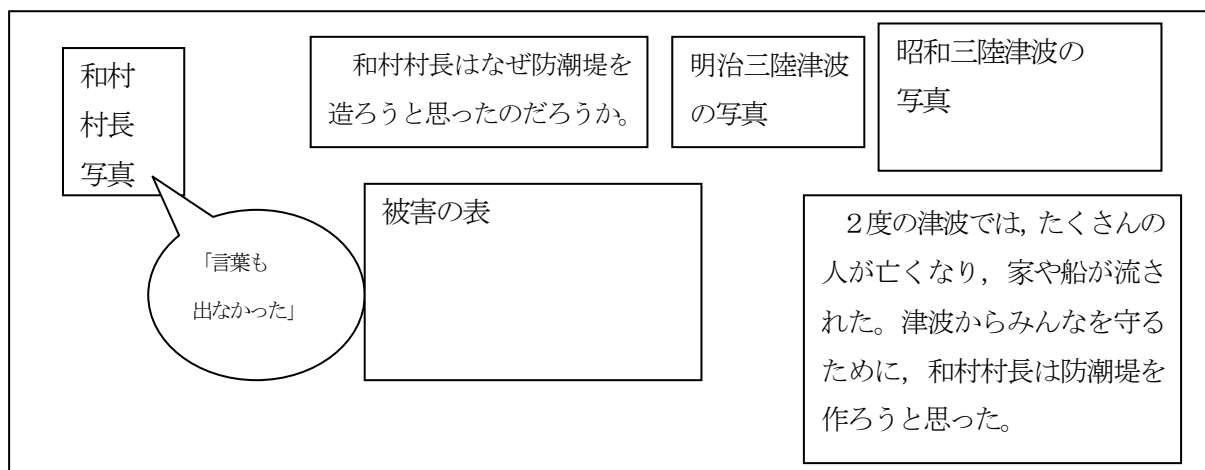 和村
村長
写真
「言葉も
出なかった」
和村村長はなぜ防潮堤を
造ろうと思ったのだろうか。
被害の表
明治三陸津波
の写真
昭和三陸津波の
写真
２度の津波では，たくさんの
人が亡くなり，家や船が流さ
れた。津波からみんなを守る
ために，和村村長は防潮堤を
作ろうと思った。